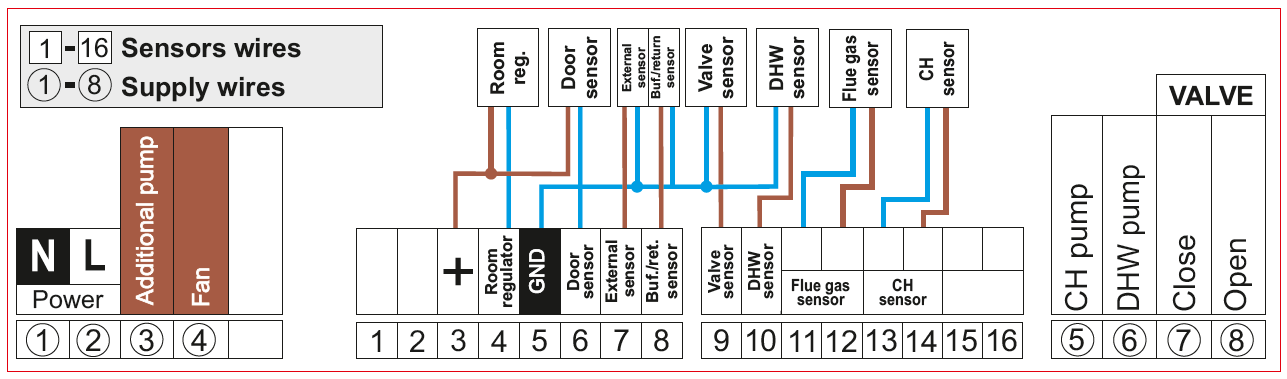 1 - 16 Sensors wires
1 - 8 Supply wires
Room
reg.
Door
sensor
External
sensor
Buf./return
sensor
Valve
sensor
DHW
sensor
Flue gas
sensor
CH
sensor
VALVE
N
L
Power
Additional pump
Fan
+
Room
regulator
GND
Door
sensor
External
sensor
Buf./ret.
sensor
Valve
sensor
DHW
sensor
Flue gas
sensor
CH
sensor
CH pump
DHW pump
Close
Open
1 2 3 4
1 2 3 4 5 6 7 8
9 10 11 12 13 14 15 16
5 6 7 8